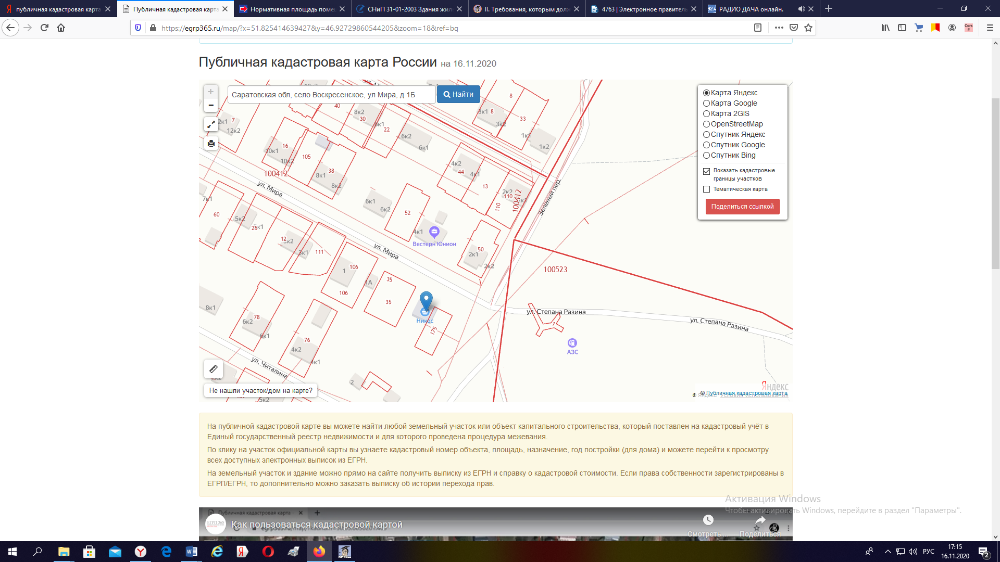 публичная кадастровая карта
Публичная кадастровая карта
Нормативная площадь помещ
СНиП 31-01-2003 Здания жил
II. Требования, которым долж
4763 | Электронное правитель
РАДИО ДАЧА онлайн.
https://egrp365.ru/map/?x=51.825414639427&y=46.92729860544205&zoom=18&ref=bq
Публичная кадастровая карта России на 16.11.2020
Саратовская обл, село Воскресенское, ул Мира, д 1Б
Найти
Карта Яндекс
Карта Google
Карта 2GIS
OpenStreetMap
Спутник Яндекс
Спутник Google
Спутник Bing
Показать кадастровые
границы участков
Тематическая карта
Поделиться ссылкой
40
8к2
30
8к1
22
6к2
6к1
3к1 8
3к2
8
33
1к1
1к2
2к1 7
12к2
16
10к1
10к2
105
38
8к1
8к2
100412
ул. Мира
4к2
44
4к1
13
2к2
110
110
100412
Зеленый пер.
7к1
60
5к2
25
12
3к2
3к1
111
6к1
6к2
52
4к1
Вестерн Юнион
ул. Мира
50
2к1
2к2
100523
106
1
106
1А
35
35
Никос
175
ул. Степана Разина
ул. Степана Разина
1
АЗС
8к1
78
6к2
6к1
76
4к2
4к1
ул. Читалина
2
5к2
Не нашли участок/дом на карте?
Яндекс
© Публичная кадастровая карта
© Яндекс Условия использования
На публичной кадастровой карте вы можете найти любой земельный участок или объект капитального строительства, который поставлен на кадастровый учёт в
Единый государственный реестр недвижимости и для которого проведена процедура межевания.
По клику на участок официальной карты вы узнаете кадастровый номер объекта, площадь, назначение, год постройки (для дома) и можете перейти к просмотру
всех доступных электронных выписок из ЕГРН.
На земельный участок и здание можно прямо на сайте получить выписку из ЕГРН и справку о кадастровой стоимости. Если права собственности зарегистрированы в
ЕГРП/ЕГРН, то дополнительно можно заказать выписку об истории перехода прав.
Активация Windows
Чтобы активировать Windows, перейдите в раздел "Параметры".
Публичная кадастровая карта
ЕГРП 365
Как пользоваться кадастровой картой
Смотреть ...
Поделиться
РУС
17:15
16.11.2020
2